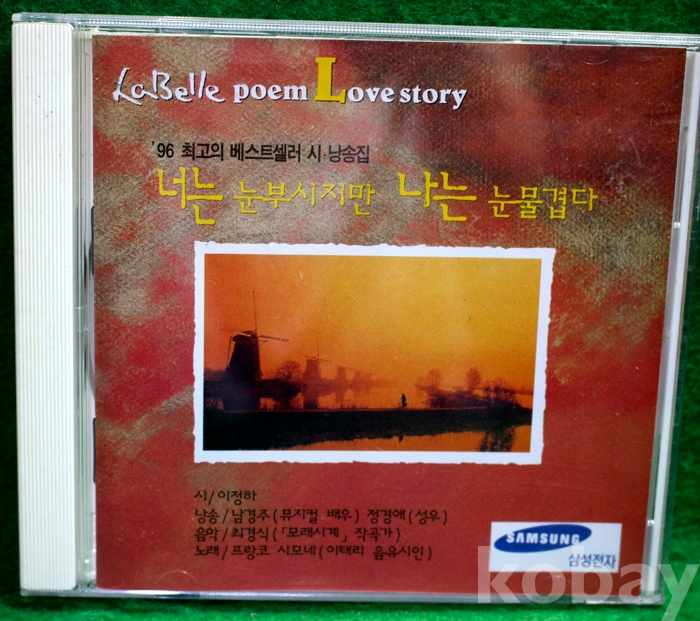 LaBelle poem Love story
'96 최고의 베스트셀러 시·낭송집
너는 눈부시지만 나는 눈물겹다
시/이정하
낭송/남경주(뮤지컬 배우) 정경애(성우)
음악/최경식(「모래시계」 작곡가)
노래/프랑코 시모네(이태리 음유시인)
SAMSUNG
삼성전자
kobay